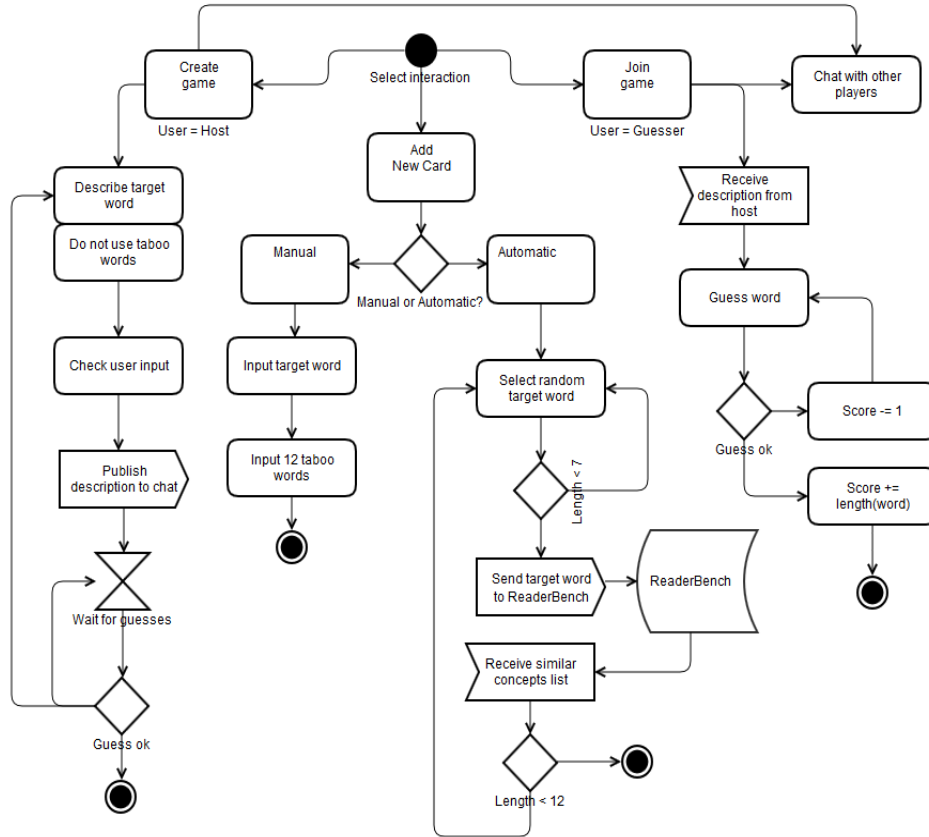 Create
game
User = Host
Select interaction
Join
game
User = Guesser
Chat with other
players
Add
New Card
Describe target
word
Do not use taboo
words
Receive
description from
host
Manual
Automatic
Manual or Automatic?
Guess word
Check user input
Input target word
Select random
target word
Score -= 1
Guess ok
Publish
description to chat
Input 12 taboo
words
Length < 7
Score +=
length(word)
Wait for guesses
Send target word
to ReaderBench
ReaderBench
Receive similar
concepts list
Guess ok
Length < 12